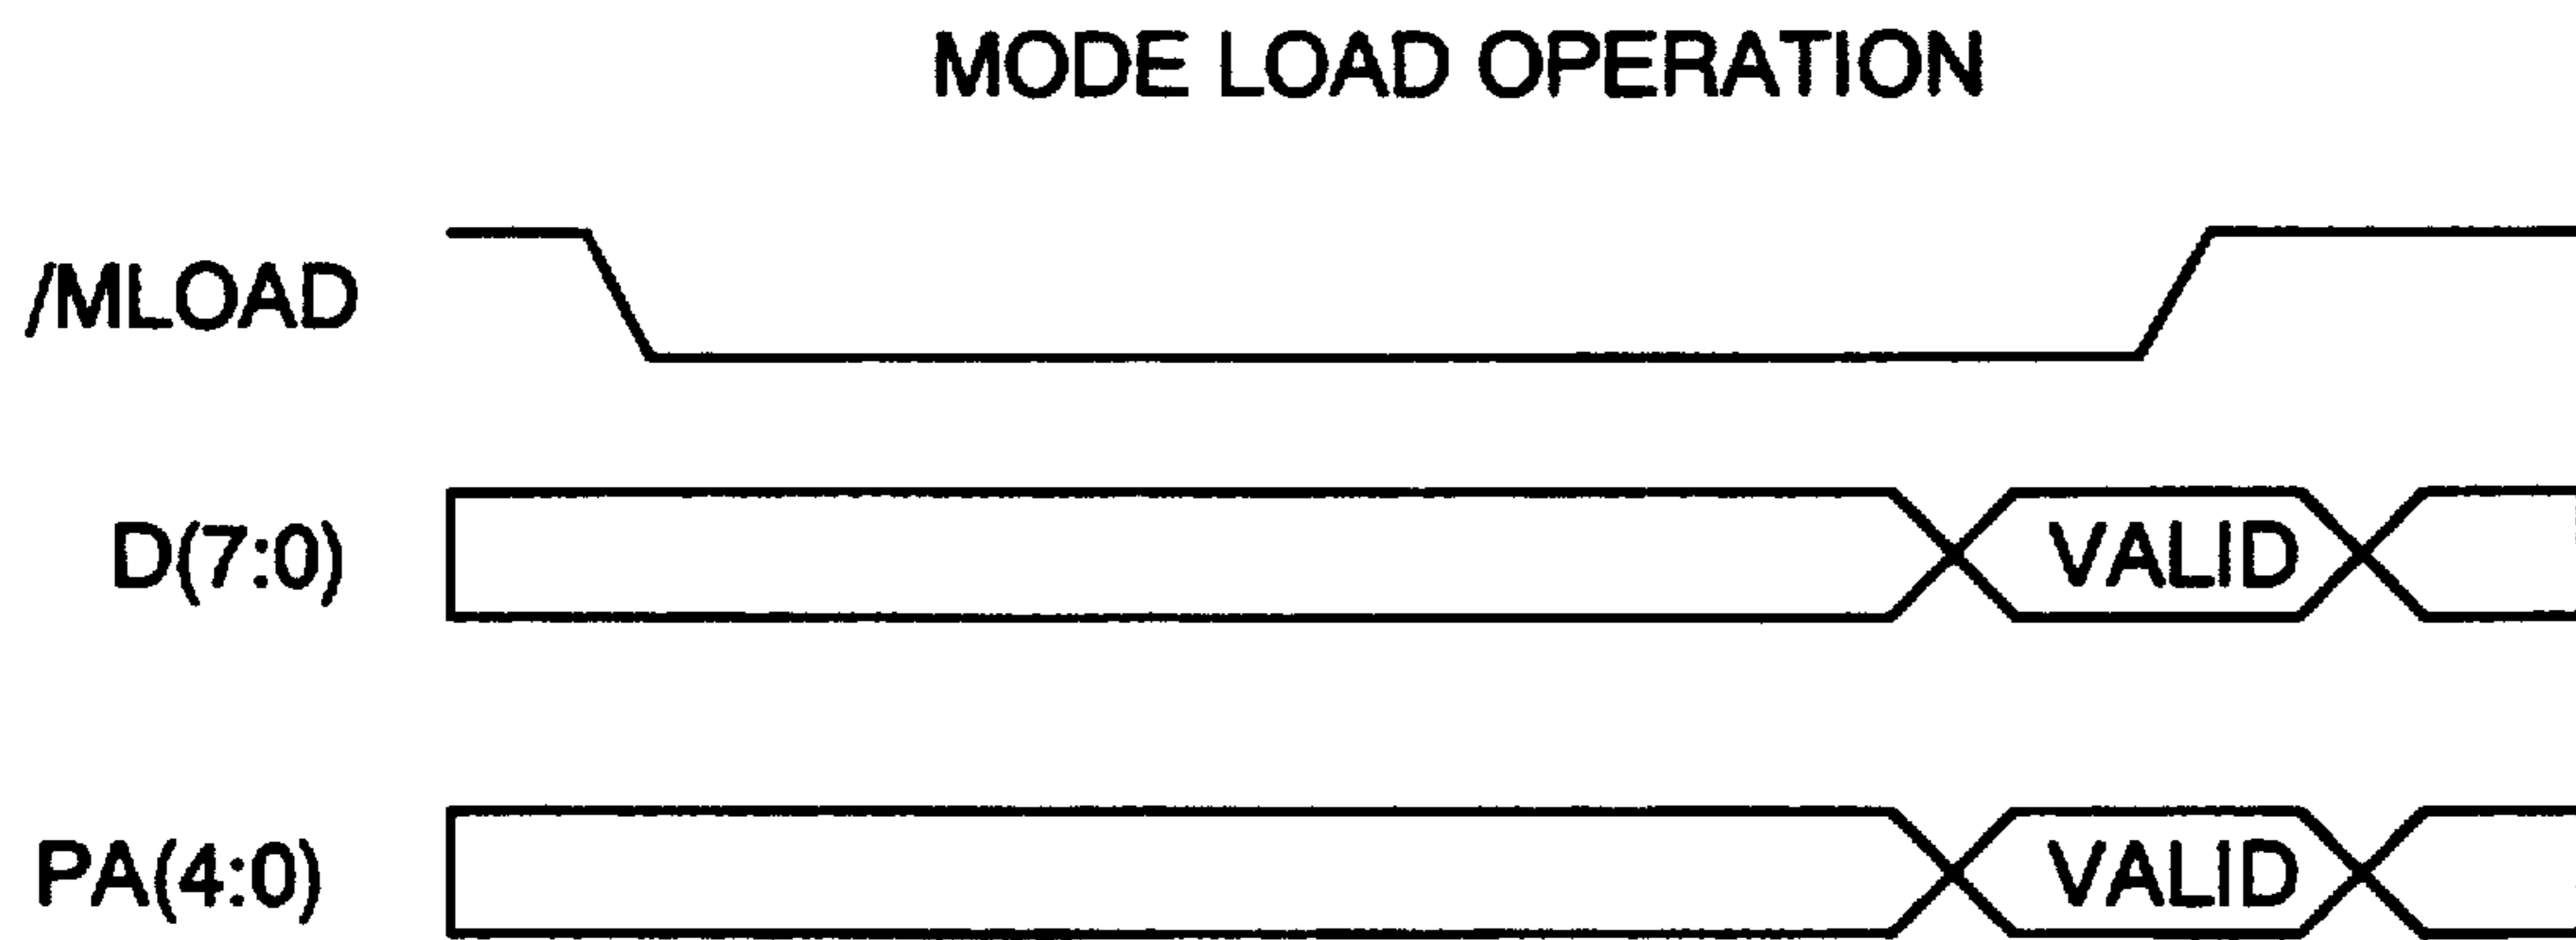 MODE LOAD OPERATION
/MLOAD
D(7:0) VALID
PA(4:0) VALID